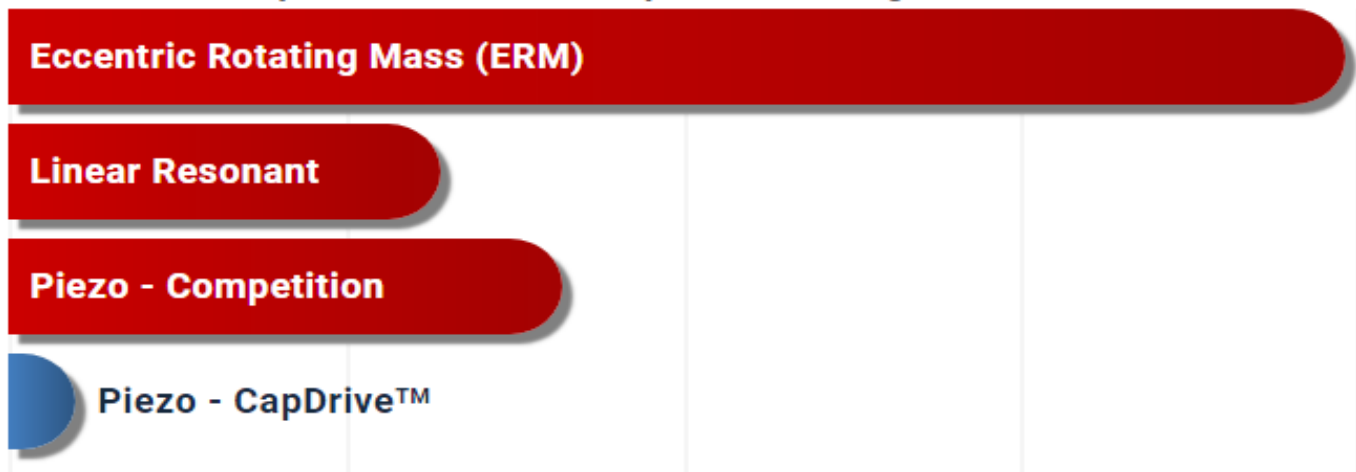 Eccentric Rotating Mass (ERM)
Linear Resonant
Piezo - Competition
Piezo - CapDrive™